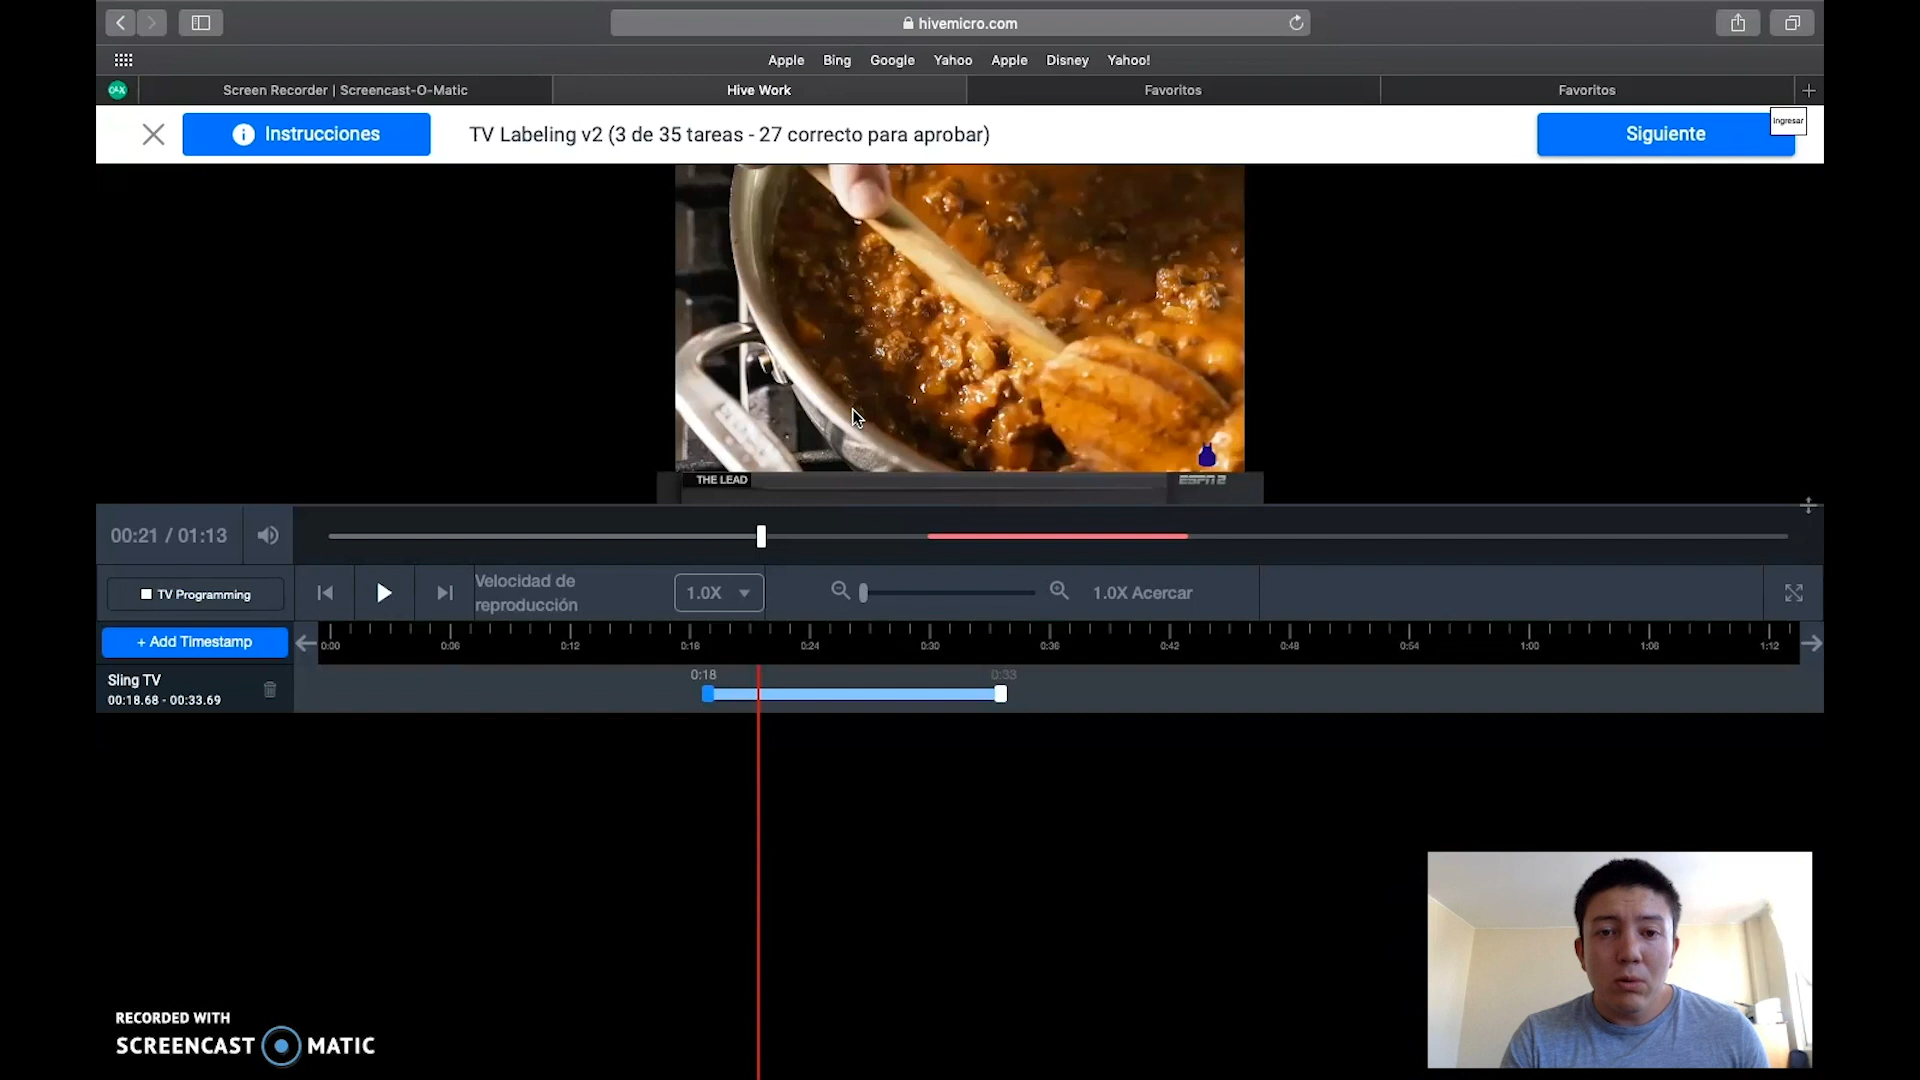 hivemicro.com
Apple Bing Google Yahoo Apple Disney Yahoo!
Screen Recorder | Screencast-O-Matic Hive Work Favoritos Favoritos
Instrucciones TV Labeling v2 (3 de 35 tareas - 27 correcto para aprobar) Siguiente
Ingresar
THE LEAD ESPN2
00:21 / 01:13
TV Programming Velocidad de
reproducción 1.0X 1.0X Acercar
+ Add Timestamp 0:00 0:06 0:12 0:18 0:24 0:30 0:36 0:42 0:48 0:54 1:00 1:06 1:12
Sling TV 0:18 0:33
00:18.68 - 00:33.69
RECORDED WITH
SCREENCAST MATIC